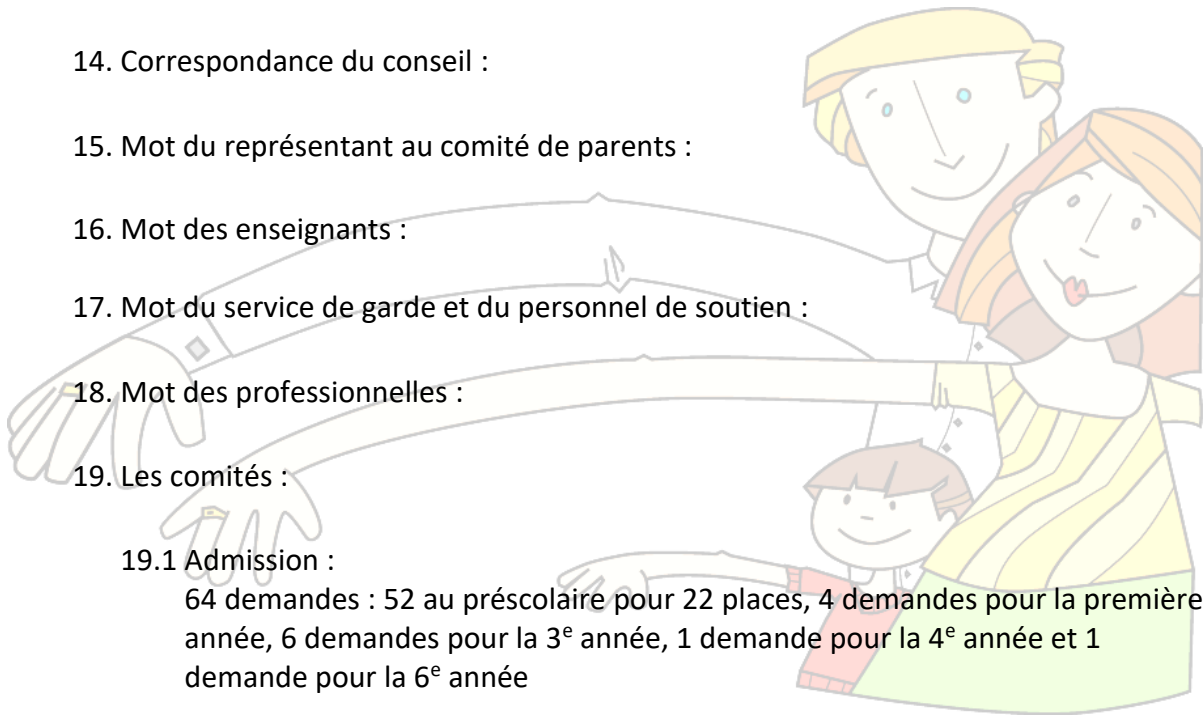 14. Correspondance du conseil :
15. Mot du représentant au comité de parents :
16. Mot des enseignants :
17. Mot du service de garde et du personnel de soutien :
18. Mot des professionnelles :
19. Les comités :
19.1 Admission :
64 demandes : 52 au préscolaire pour 22 places, 4 demandes pour la première
année, 6 demandes pour la 3e année, 1 demande pour la 4e année et 1
demande pour la 6e année